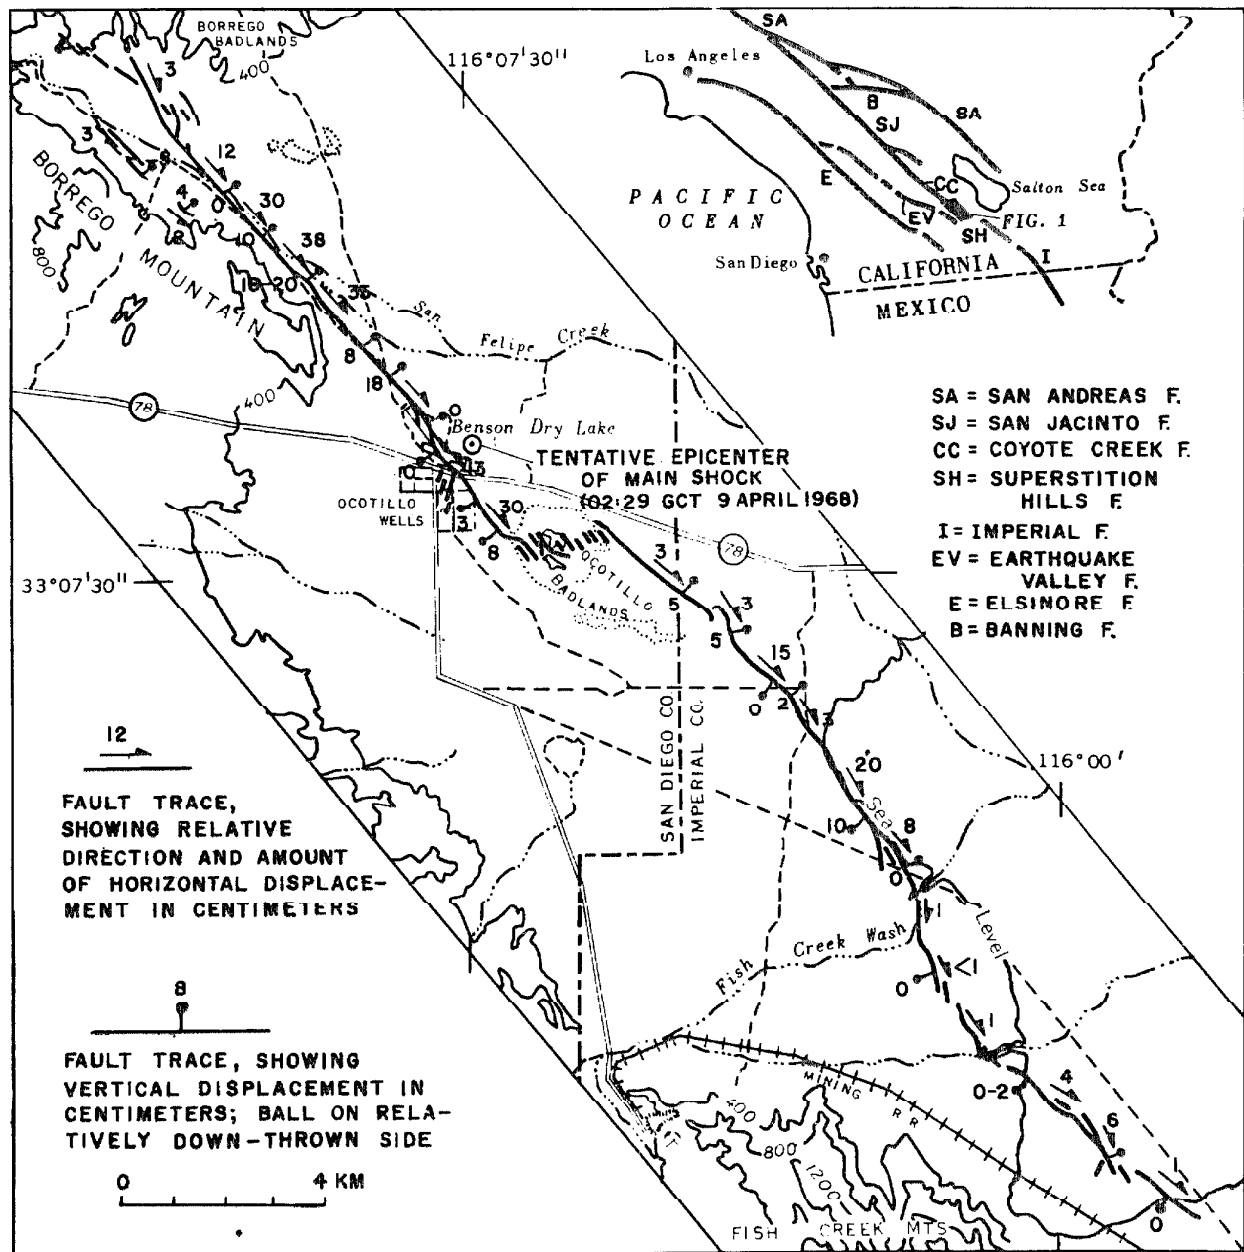 BORREGO
BADLANDS
400
116°07'30"
3
3
12
4
0
8
30
10
38
18-20
35
BORREGO
MOUNTAIN
800
San
Felipe Creek
8
18
400
78
0
Benson Dry Lake
13
0
TENTATIVE EPICENTER
OF MAIN SHOCK
(02:29 GCT 9 APRIL 1968)
OCOTILLO
WELLS
30
3
8
78
OCOTILLO
BADLANDS
33°07'30"
3
5
3
5
15
0
2
3
SAN DIEGO CO.
IMPERIAL CO.
116°00'
20
10
8
0
Sea
Level
1
Fish Creek Wash
<1
0
1
MINING
R R
0-2
4
6
1
0
400
800
1200
FISH CREEK MTS
SA
Los Angeles
B
SJ
SA
E
CC
Salton Sea
PACIFIC
OCEAN
EV
FIG. 1
SH
San Diego
I
CALIFORNIA
MEXICO
SA = SAN ANDREAS F.
SJ = SAN JACINTO F.
CC = COYOTE CREEK F.
SH = SUPERSTITION
HILLS F.
I = IMPERIAL F.
EV = EARTHQUAKE
VALLEY F.
E = ELSINORE F.
B = BANNING F.
12
FAULT TRACE,
SHOWING RELATIVE
DIRECTION AND AMOUNT
OF HORIZONTAL DISPLACE-
MENT IN CENTIMETERS
8
FAULT TRACE, SHOWING
VERTICAL DISPLACEMENT IN
CENTIMETERS; BALL ON RELA-
TIVELY DOWN-THROWN SIDE
0 4 KM